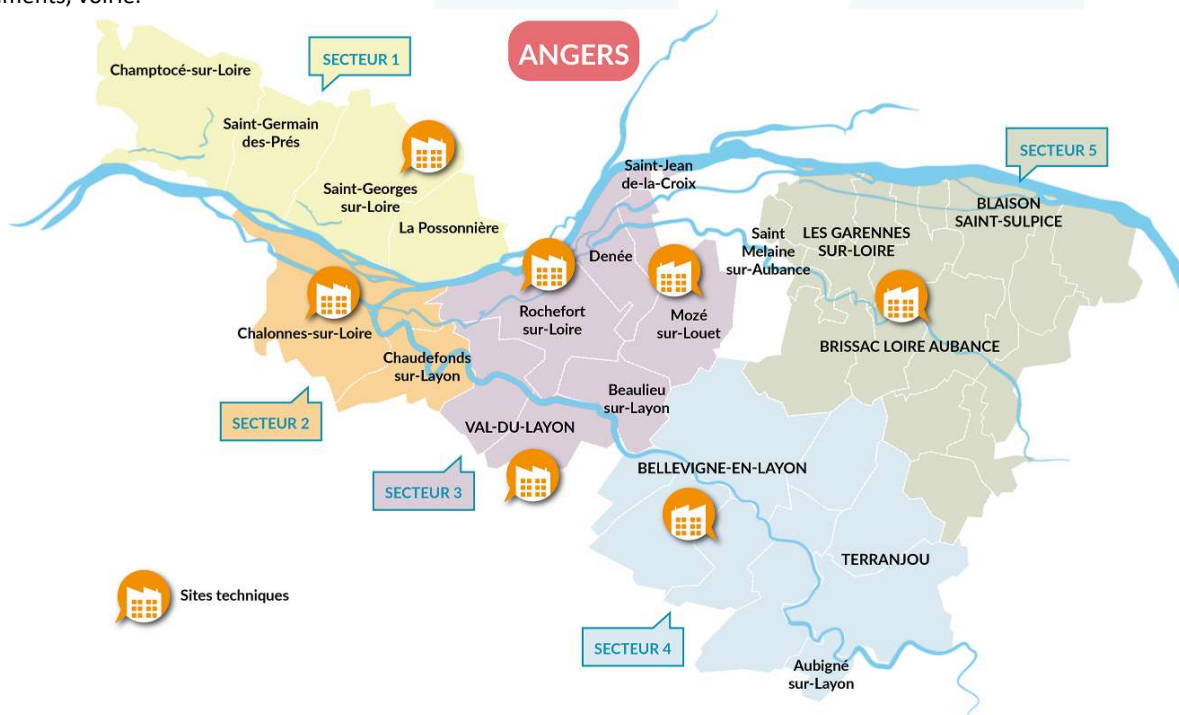 ments, voirie.
ANGERS
SECTEUR 1
Champtocé-sur-Loire
Saint-Germain
des-Prés
Saint-Georges
sur-Loire
La Possonnière
Saint-Jean
de-la-Croix
SECTEUR 5
BLAISON
SAINT-SULPICE
LES GARENNES
SUR-LOIRE
Saint
Melaine
sur-Aubance
Denée
Rochefort
sur-Loire
Mozé
sur-Louet
BRISSAC LOIRE AUBANCE
Chalonnes-sur-Loire
Chaudefonds
sur-Layon
Beaulieu
sur-Layon
SECTEUR 2
VAL-DU-LAYON
SECTEUR 3
BELLEVIGNE-EN-LAYON
TERRANJOU
Sites techniques
SECTEUR 4
Aubigné
sur-Layon